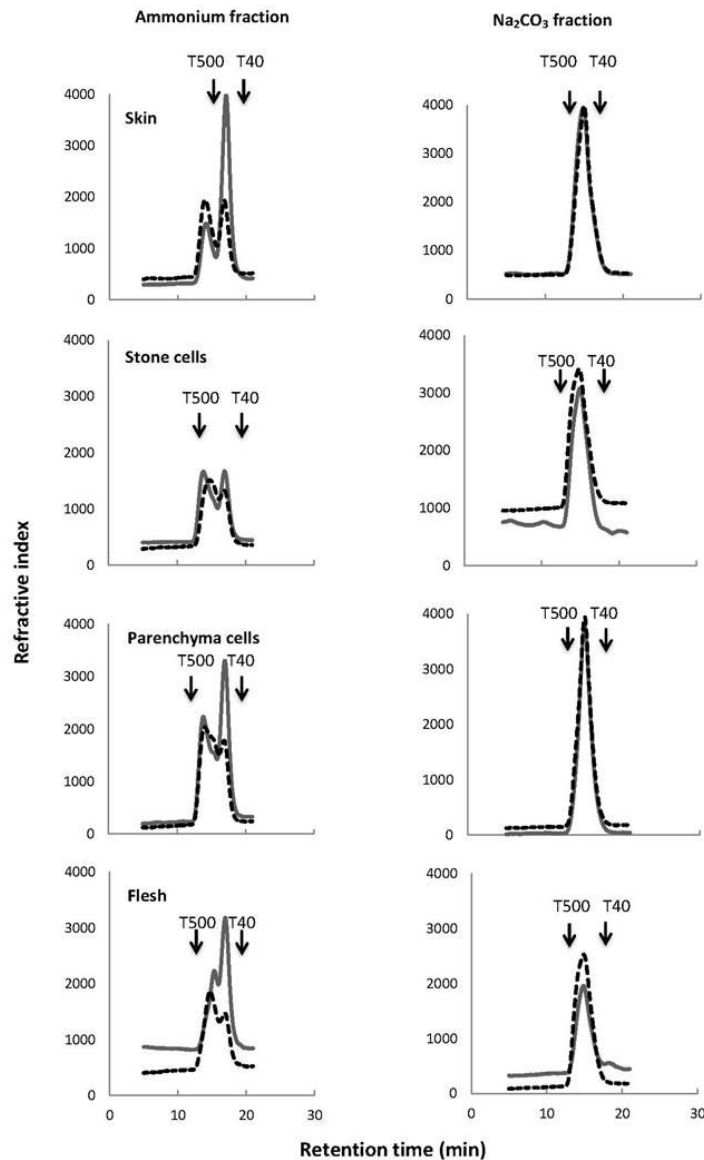 Ammonium fraction
Na₂CO₃ fraction
T500 T40
T500 T40
4000
3000
2000
1000
0
Skin
4000
3000
2000
1000
0
Stone cells
T500 T40
T500 T40
4000
3000
2000
1000
0
4000
3000
2000
1000
0
Refractive index
Parenchyma cells
T500 T40
T500 T40
4000
3000
2000
1000
0
4000
3000
2000
1000
0
Flesh
T500 T40
T500 T40
4000
3000
2000
1000
0
4000
3000
2000
1000
0
0 10 20 30
0 10 20 30
Retention time (min)